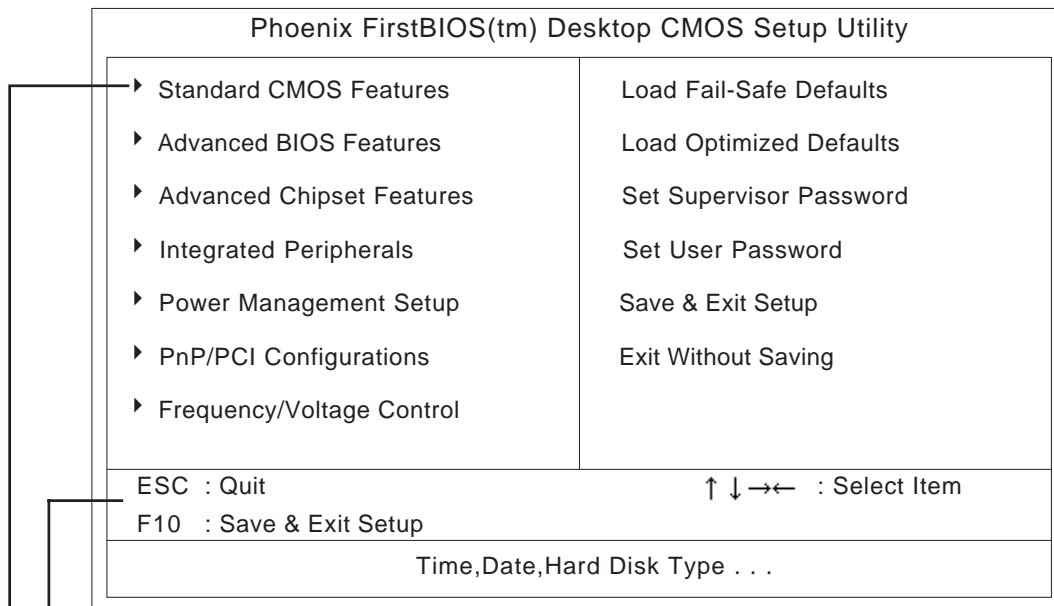 Phoenix FirstBIOS(tm) Desktop CMOS Setup Utility
Standard CMOS Features
Advanced BIOS Features
Advanced Chipset Features
Integrated Peripherals
Power Management Setup
PnP/PCI Configurations
Frequency/Voltage Control
Load Fail-Safe Defaults
Load Optimized Defaults
Set Supervisor Password
Set User Password
Save & Exit Setup
Exit Without Saving
ESC : Quit
↑ ↓ → ← : Select Item
F10 : Save & Exit Setup
Time,Date,Hard Disk Type . . .